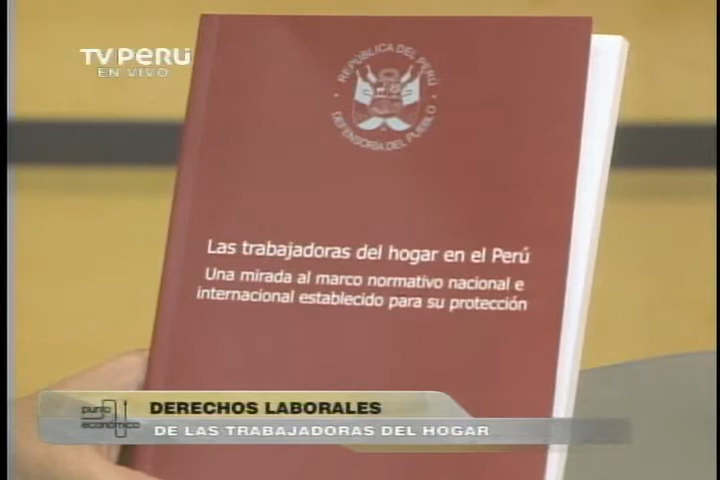 TV PERÚ
EN VIVO
REPÚBLICA DEL PERÚ
DEFENSORÍA DEL PUEBLO
Las trabajadoras del hogar en el Perú
Una mirada al marco normativo nacional e
internacional establecido para su protección
punto
económico
DERECHOS LABORALES
DE LAS TRABAJADORAS DEL HOGAR